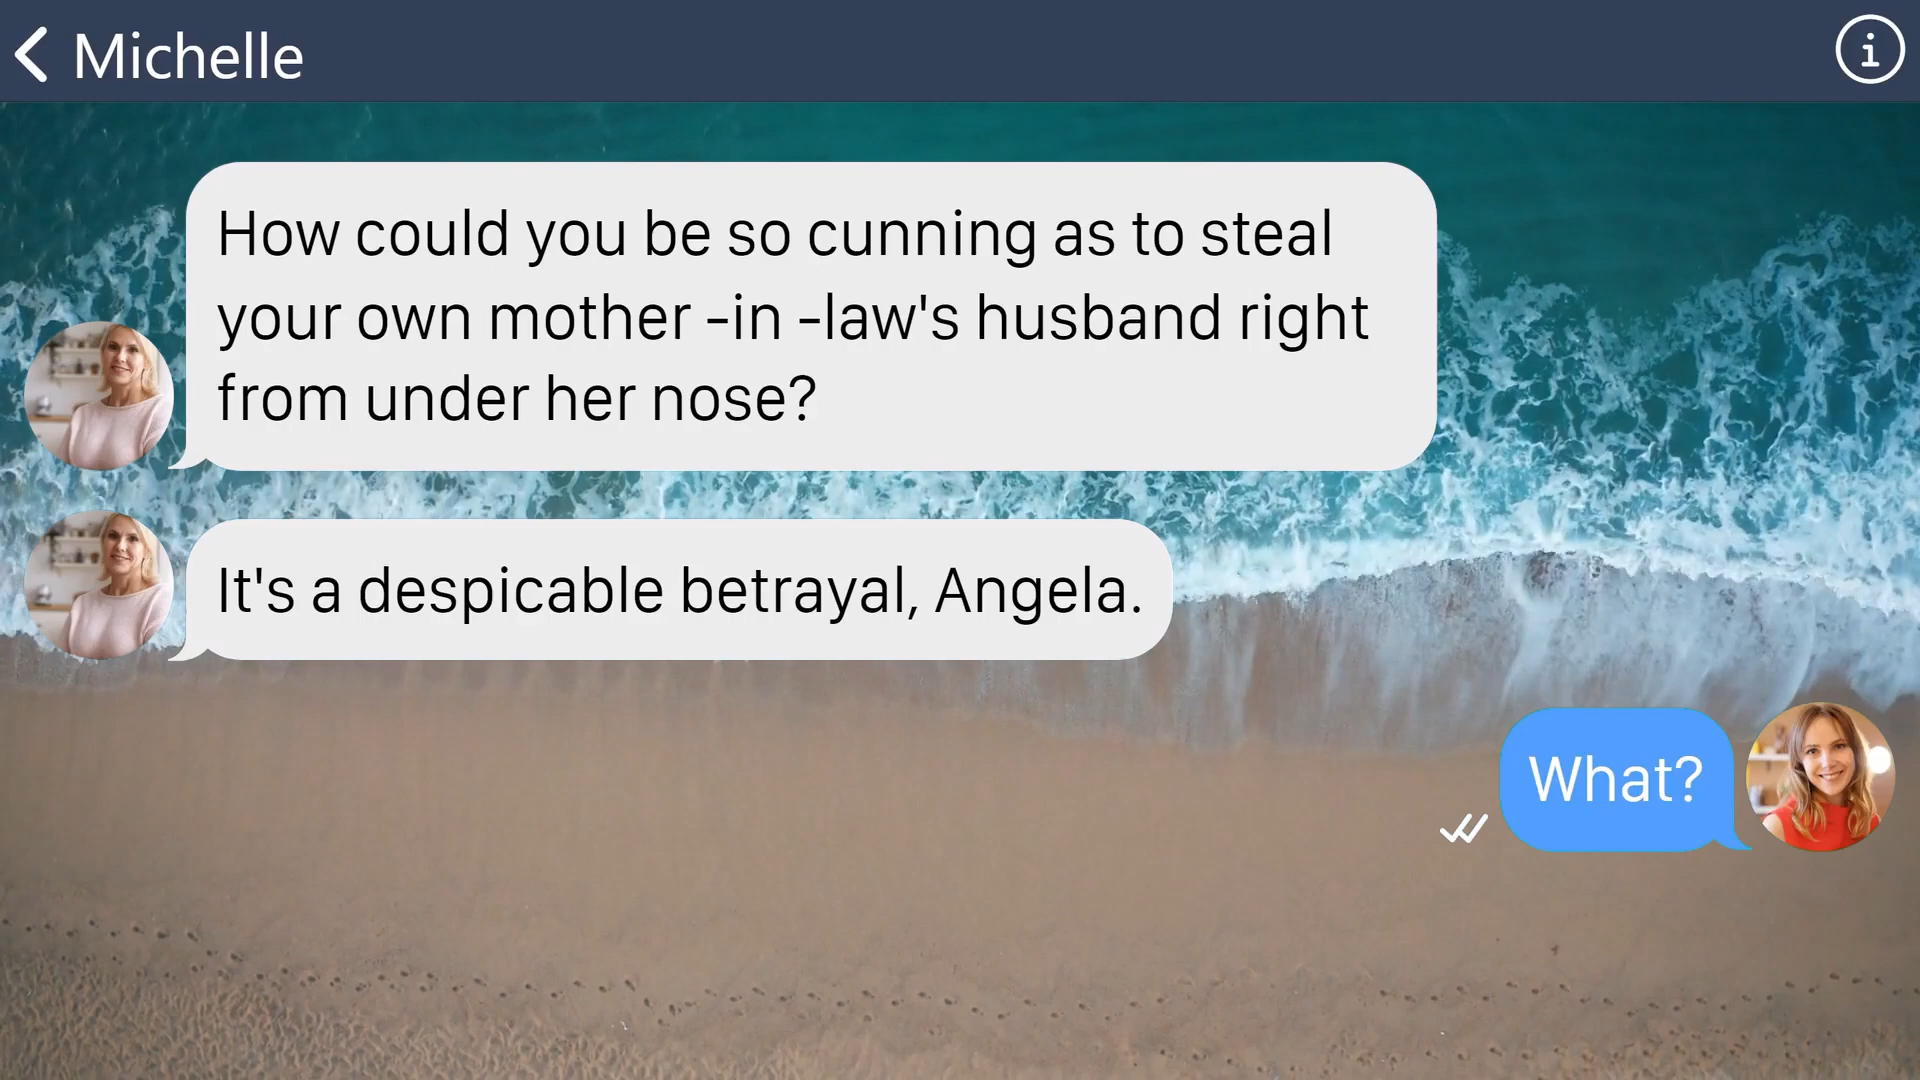 Michelle
How could you be so cunning as to steal
your own mother -in -law's husband right
from under her nose?
It's a despicable betrayal, Angela.
What?